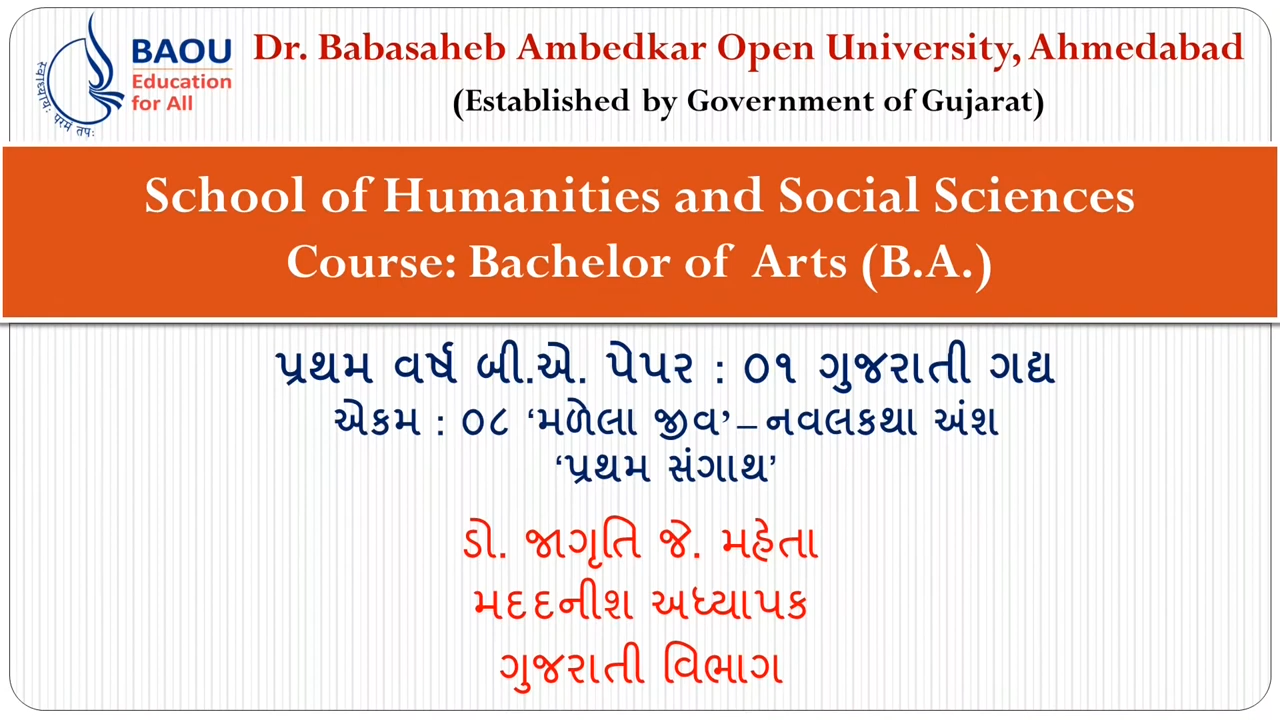 BAOU
Education
for All
स्वाध्यायः परमं तपः
Dr. Babasaheb Ambedkar Open University, Ahmedabad
(Established by Government of Gujarat)
School of Humanities and Social Sciences
Course: Bachelor of Arts (B.A.)
પ્રથમ વર્ષ બી.એ. પેપર : ૦૧ ગુજરાતી ગદ્ય
એકમ : ૦૮ ‘મળેલા જીવ’ – નવલકથા અંશ
‘પ્રથમ સંગાથ’
ડો. જાગૃતિ જે. મહેતા
મદદનીશ અધ્યાપક
ગુજરાતી વિભાગ